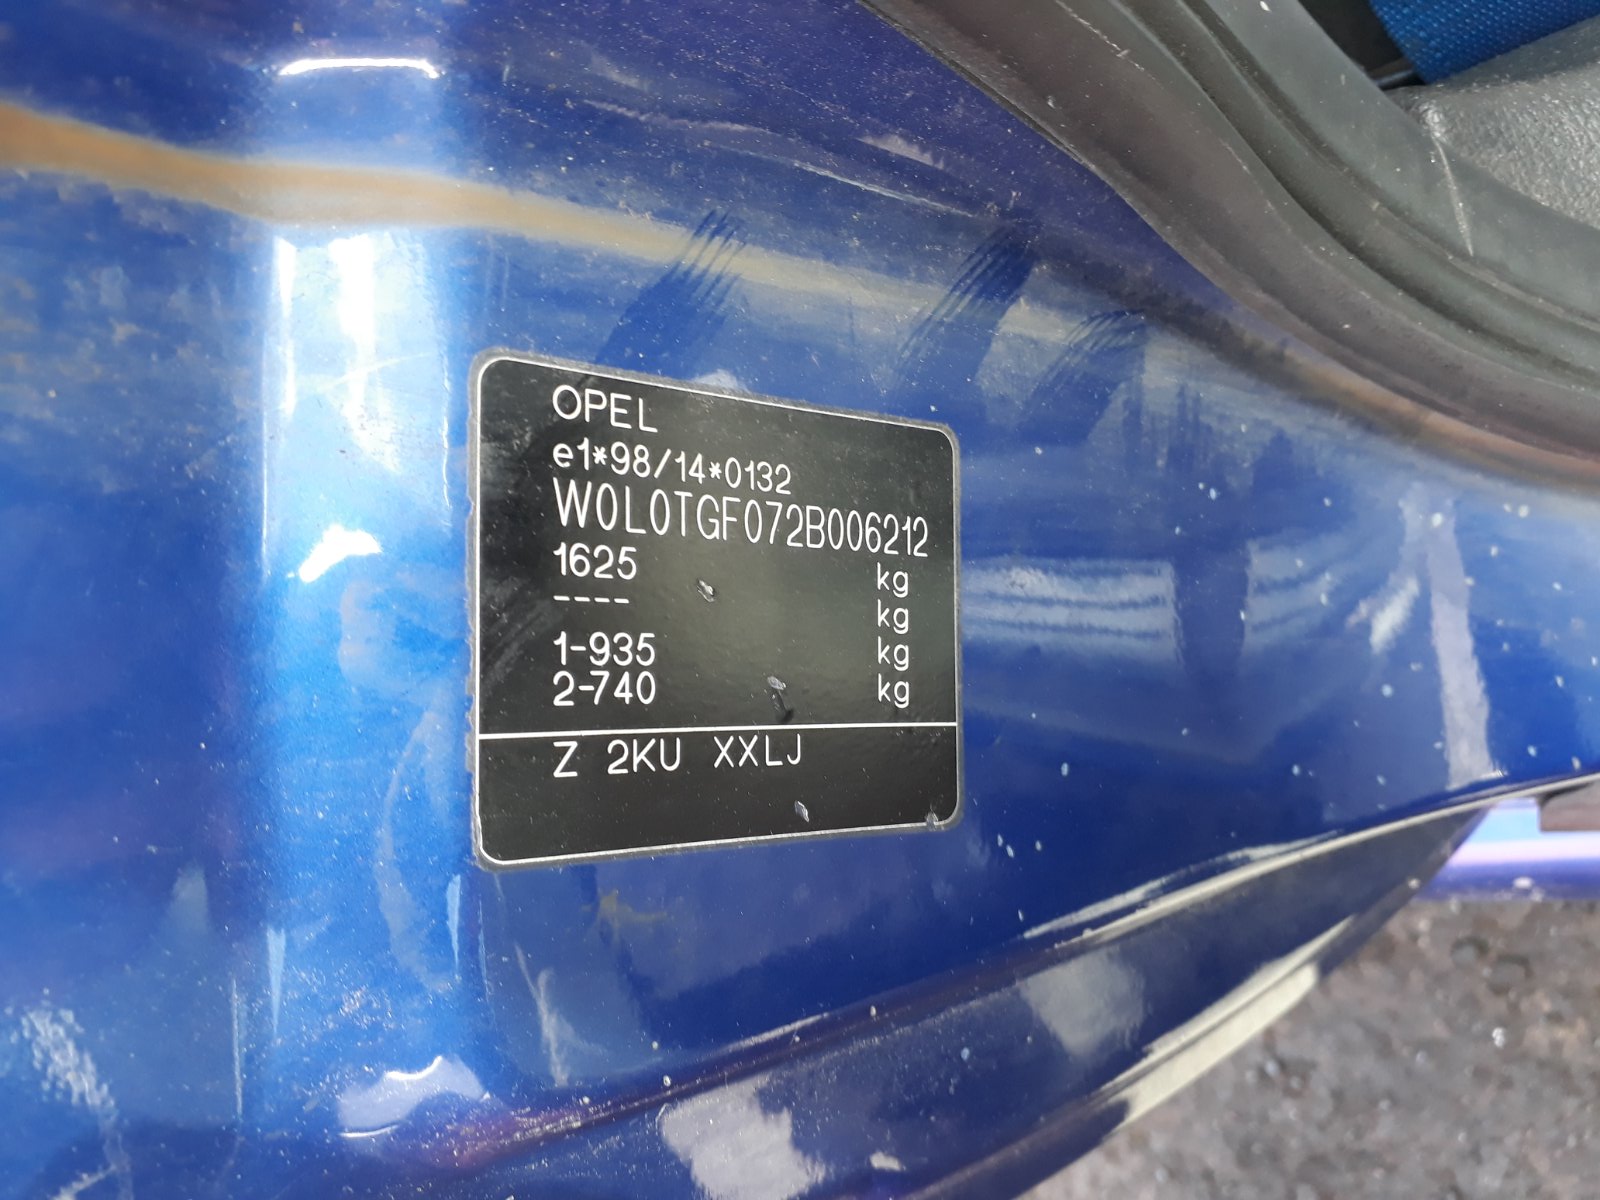 OPEL
e1*98/14*0132
W0L0TGF072B006212
1625 kg
---- kg
1-935 kg
2-740 kg
Z 2KU XXLJ